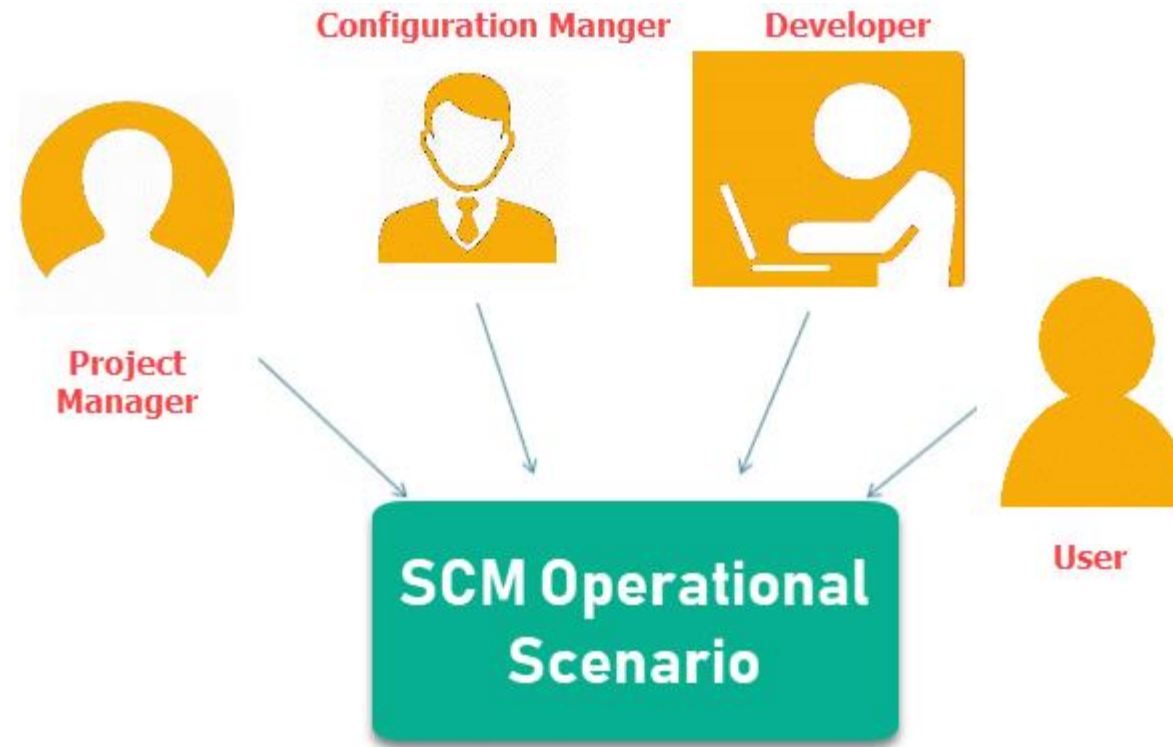 Configuration Manger
Developer
Project
Manager
User
SCM Operational
Scenario